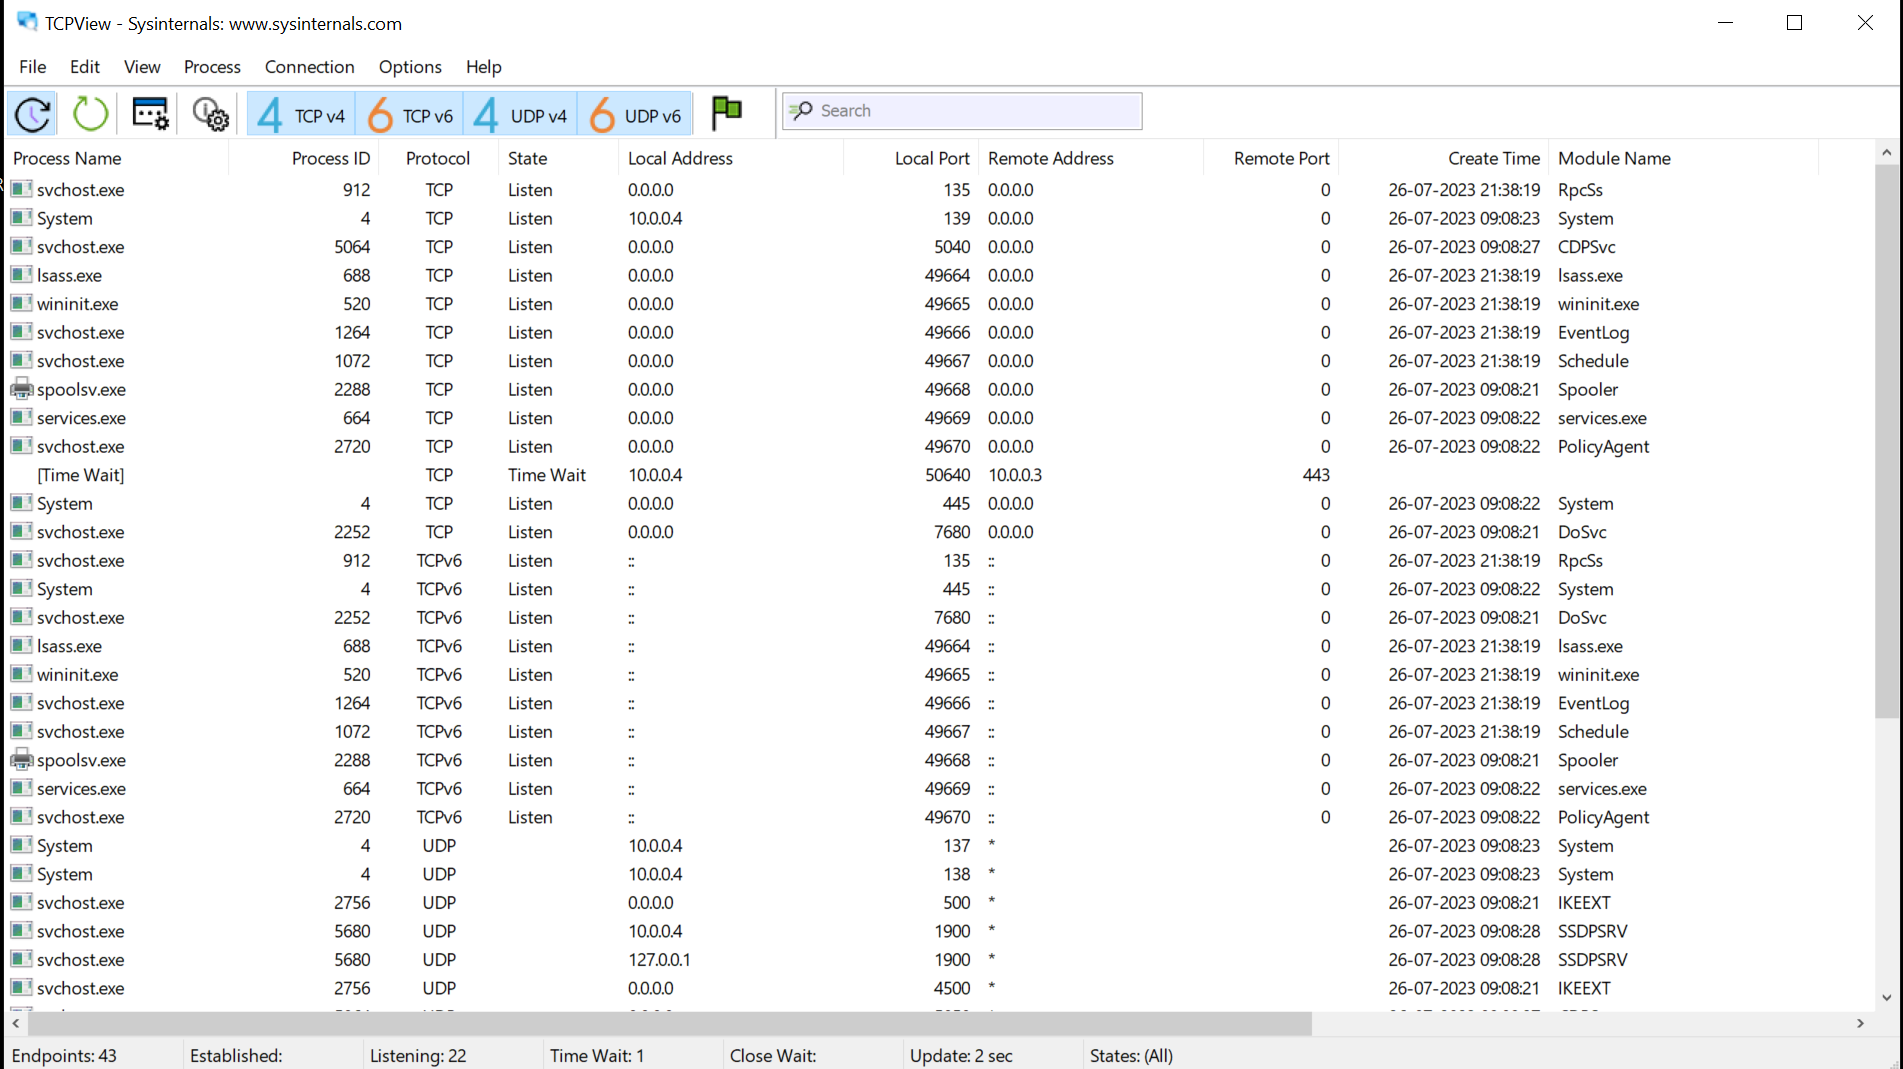 TCPView - Sysinternals: www.sysinternals.com
File Edit View Process Connection Options Help
4 TCP v4 6 TCP v6 4 UDP v4 6 UDP v6 Search
Process Name Process ID Protocol State Local Address Local Port Remote Address Remote Port Create Time Module Name
svchost.exe 912 TCP Listen 0.0.0.0 135 0.0.0.0 0 26-07-2023 21:38:19 RpcSs
System 4 TCP Listen 10.0.0.4 139 0.0.0.0 0 26-07-2023 09:08:23 System
svchost.exe 5064 TCP Listen 0.0.0.0 5040 0.0.0.0 0 26-07-2023 09:08:27 CDPSvc
lsass.exe 688 TCP Listen 0.0.0.0 49664 0.0.0.0 0 26-07-2023 21:38:19 lsass.exe
wininit.exe 520 TCP Listen 0.0.0.0 49665 0.0.0.0 0 26-07-2023 21:38:19 wininit.exe
svchost.exe 1264 TCP Listen 0.0.0.0 49666 0.0.0.0 0 26-07-2023 21:38:19 EventLog
svchost.exe 1072 TCP Listen 0.0.0.0 49667 0.0.0.0 0 26-07-2023 21:38:19 Schedule
spoolsv.exe 2288 TCP Listen 0.0.0.0 49668 0.0.0.0 0 26-07-2023 09:08:21 Spooler
services.exe 664 TCP Listen 0.0.0.0 49669 0.0.0.0 0 26-07-2023 09:08:22 services.exe
svchost.exe 2720 TCP Listen 0.0.0.0 49670 0.0.0.0 0 26-07-2023 09:08:22 PolicyAgent
[Time Wait] TCP Time Wait 10.0.0.4 50640 10.0.0.3 443
System 4 TCP Listen 0.0.0.0 445 0.0.0.0 0 26-07-2023 09:08:22 System
svchost.exe 2252 TCP Listen 0.0.0.0 7680 0.0.0.0 0 26-07-2023 09:08:21 DoSvc
svchost.exe 912 TCPv6 Listen :: 135 :: 0 26-07-2023 21:38:19 RpcSs
System 4 TCPv6 Listen :: 445 :: 0 26-07-2023 09:08:22 System
svchost.exe 2252 TCPv6 Listen :: 7680 :: 0 26-07-2023 09:08:21 DoSvc
lsass.exe 688 TCPv6 Listen :: 49664 :: 0 26-07-2023 21:38:19 lsass.exe
wininit.exe 520 TCPv6 Listen :: 49665 :: 0 26-07-2023 21:38:19 wininit.exe
svchost.exe 1264 TCPv6 Listen :: 49666 :: 0 26-07-2023 21:38:19 EventLog
svchost.exe 1072 TCPv6 Listen :: 49667 :: 0 26-07-2023 21:38:19 Schedule
spoolsv.exe 2288 TCPv6 Listen :: 49668 :: 0 26-07-2023 09:08:21 Spooler
services.exe 664 TCPv6 Listen :: 49669 :: 0 26-07-2023 09:08:22 services.exe
svchost.exe 2720 TCPv6 Listen :: 49670 :: 0 26-07-2023 09:08:22 PolicyAgent
System 4 UDP 10.0.0.4 137 * 26-07-2023 09:08:23 System
System 4 UDP 10.0.0.4 138 * 26-07-2023 09:08:23 System
svchost.exe 2756 UDP 0.0.0.0 500 * 26-07-2023 09:08:21 IKEEXT
svchost.exe 5680 UDP 10.0.0.4 1900 * 26-07-2023 09:08:28 SSDPSRV
svchost.exe 5680 UDP 127.0.0.1 1900 * 26-07-2023 09:08:28 SSDPSRV
svchost.exe 2756 UDP 0.0.0.0 4500 * 26-07-2023 09:08:21 IKEEXT
Endpoints: 43 Established: Listening: 22 Time Wait: 1 Close Wait: Update: 2 sec States: (All)